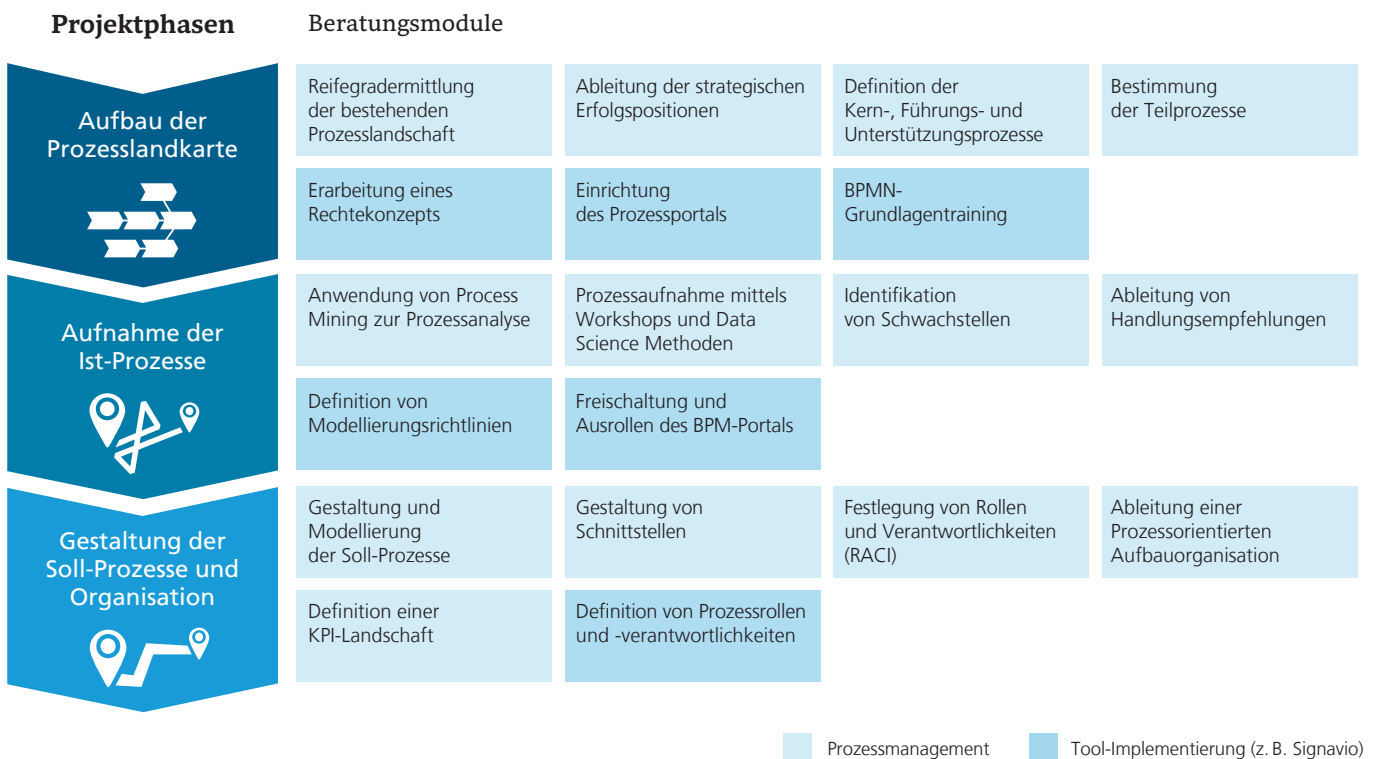 Projektphasen
Beratungsmodule
Aufbau der
Prozesslandkarte
Reifegradermittlung
der bestehenden
Prozesslandschaft
Ableitung der strategischen
Erfolgspositionen
Definition der
Kern-, Führungs- und
Unterstützungsprozesse
Bestimmung
der Teilprozesse
Erarbeitung eines
Rechtekonzepts
Einrichtung
des Prozessportals
BPMN-
Grundlagentraining
Aufnahme der
Ist-Prozesse
Anwendung von Process
Mining zur Prozessanalyse
Prozessaufnahme mittels
Workshops und Data
Science Methoden
Identifikation
von Schwachstellen
Ableitung von
Handlungsempfehlungen
Definition von
Modellierungsrichtlinien
Freischaltung und
Ausrollen des BPM-Portals
Gestaltung der
Soll-Prozesse und
Organisation
Gestaltung und
Modellierung
der Soll-Prozesse
Gestaltung von
Schnittstellen
Festlegung von Rollen
und Verantwortlichkeiten
(RACI)
Ableitung einer
Prozessorientierten
Aufbauorganisation
Definition einer
KPI-Landschaft
Definition von Prozessrollen
und -verantwortlichkeiten
Prozessmanagement
Tool-Implementierung (z. B. Signavio)